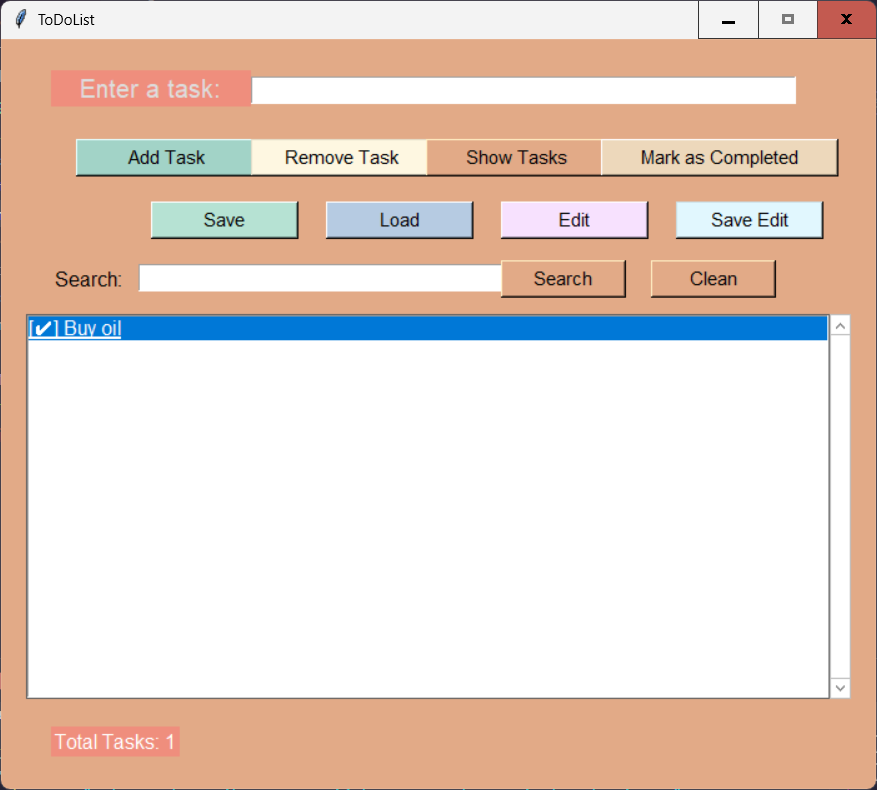 ToDoList
Enter a task:
Add Task Remove Task Show Tasks Mark as Completed
Save Load Edit Save Edit
Search: Search Clean
[✔] Buy oil
Total Tasks: 1